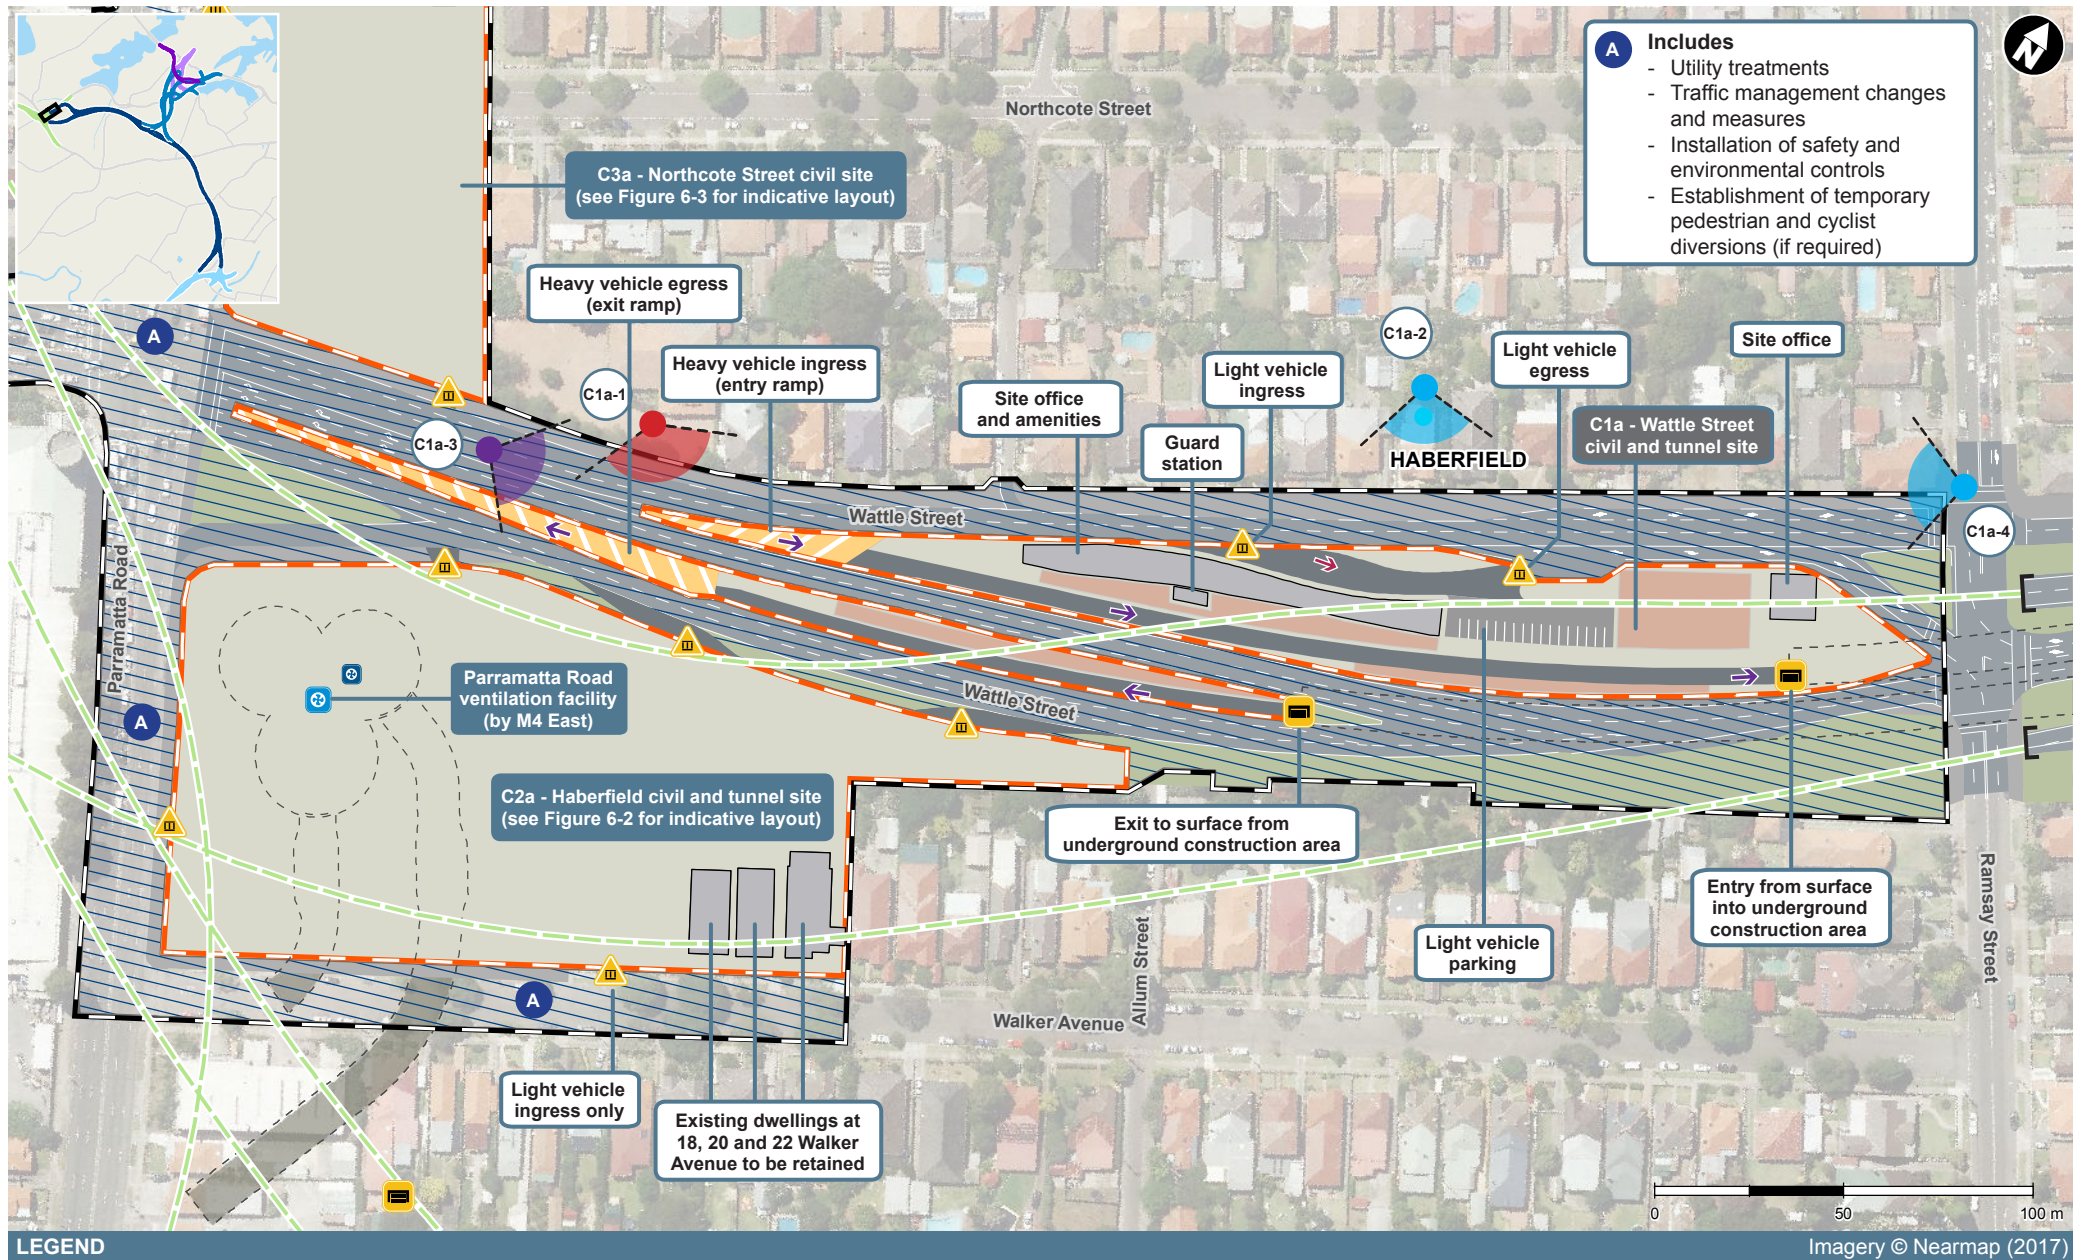 A
Includes
- Utility treatments
- Traffic management changes
and measures
- Installation of safety and
environmental controls
- Establishment of temporary
pedestrian and cyclist
diversions (if required)
N
Northcote Street
C3a - Northcote Street civil site
(see Figure 6-3 for indicative layout)
Heavy vehicle egress
(exit ramp)
Heavy vehicle ingress
(entry ramp)
C1a-1
C1a-2
C1a-3
C1a-4
A
Site office
and amenities
Guard
station
Light vehicle
ingress
Light vehicle
egress
Site office
C1a - Wattle Street
civil and tunnel site
HABERFIELD
Wattle Street
Parramatta Road
Wattle Street
A
Parramatta Road
ventilation facility
(by M4 East)
C2a - Haberfield civil and tunnel site
(see Figure 6-2 for indicative layout)
Exit to surface from
underground construction area
Entry from surface
into underground
construction area
Light vehicle
parking
Ramsay Street
Allum Street
Walker Avenue
A
Light vehicle
ingress only
Existing dwellings at
18, 20 and 22 Walker
Avenue to be retained
0 50 100 m
LEGEND
Imagery © Nearmap (2017)